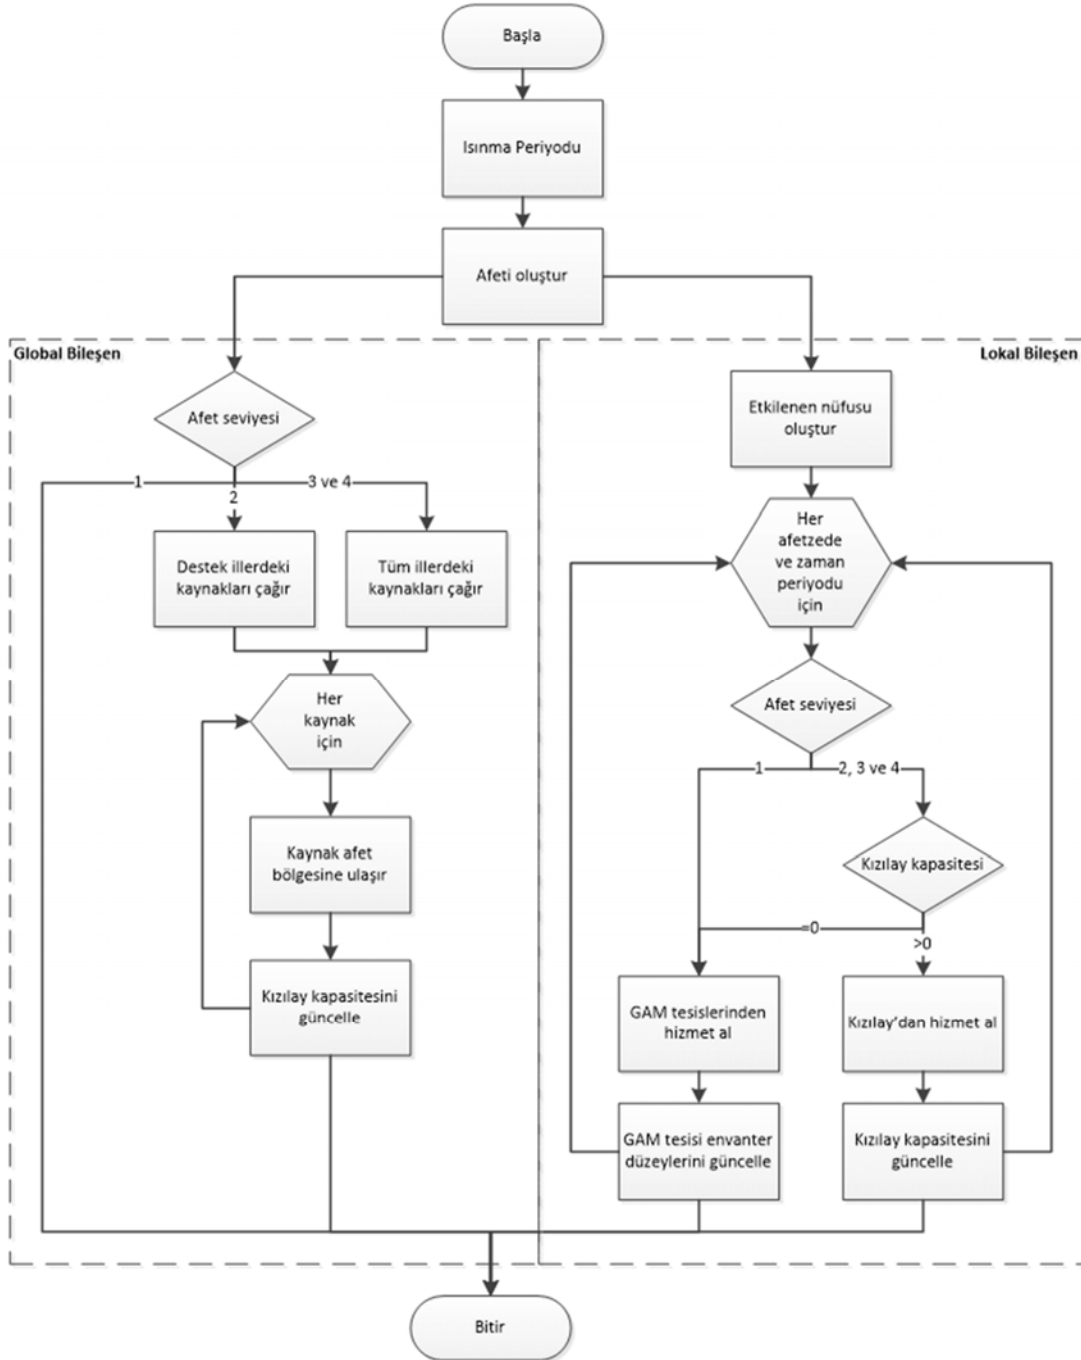 Başla
Isınma Periyodu
Afeti oluştur
Global Bileşen
Afet seviyesi
1
2
3 ve 4
Destek illerdeki
kaynakları çağır
Tüm illerdeki
kaynakları çağır
Her
kaynak
için
Kaynak afet
bölgesine ulaşır
Kızılay kapasitesini
güncelle
Lokal Bileşen
Etkilenen nüfusu
oluştur
Her
afetzede
ve zaman
periyodu
için
Afet seviyesi
1
2, 3 ve 4
Kızılay kapasitesi
=0
>0
GAM tesislerinden
hizmet al
Kızılay'dan hizmet al
GAM tesisi envanter
düzeylerini güncelle
Kızılay kapasitesini
güncelle
Bitir